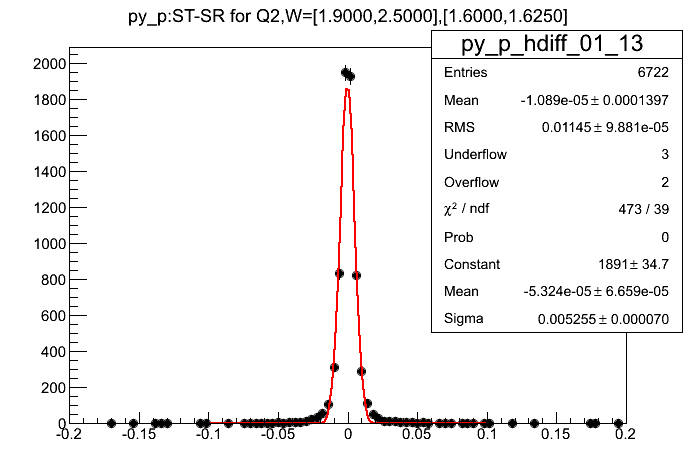 py_p:ST-SR for Q2,W=[1.9000,2.5000],[1.6000,1.6250]
py_p_hdiff_01_13
Entries 6722
Mean -1.089e-05 ± 0.0001397
RMS 0.01145 ± 9.881e-05
Underflow 3
Overflow 2
χ² / ndf 473 / 39
Prob 0
Constant 1891 ± 34.7
Mean -5.324e-05 ± 6.659e-05
Sigma 0.005255 ± 0.000070
2000
1800
1600
1400
1200
1000
800
600
400
200
0
-0.2 -0.15 -0.1 -0.05 0 0.05 0.1 0.15 0.2